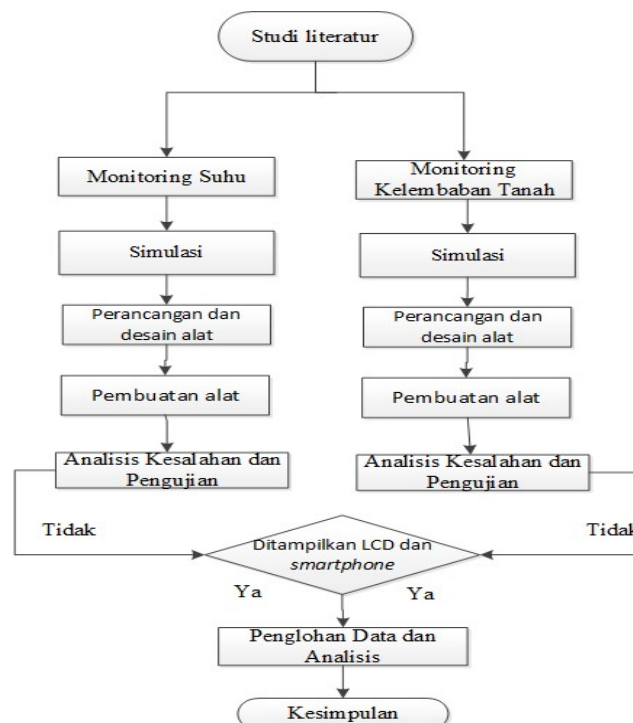 Studi literatur
Monitoring Suhu
Simulasi
Perancangan dan
desain alat
Pembuatan alat
Analisis Kesalahan dan
Pengujian
Tidak
Monitoring
Kelembaban Tanah
Simulasi
Perancangan dan
desain alat
Pembuatan alat
Analisis Kesalahan dan
Pengujian
Tidak
Ditampilkan LCD dan
smartphone
Ya
Ya
Penglohan Data dan
Analisis
Kesimpulan